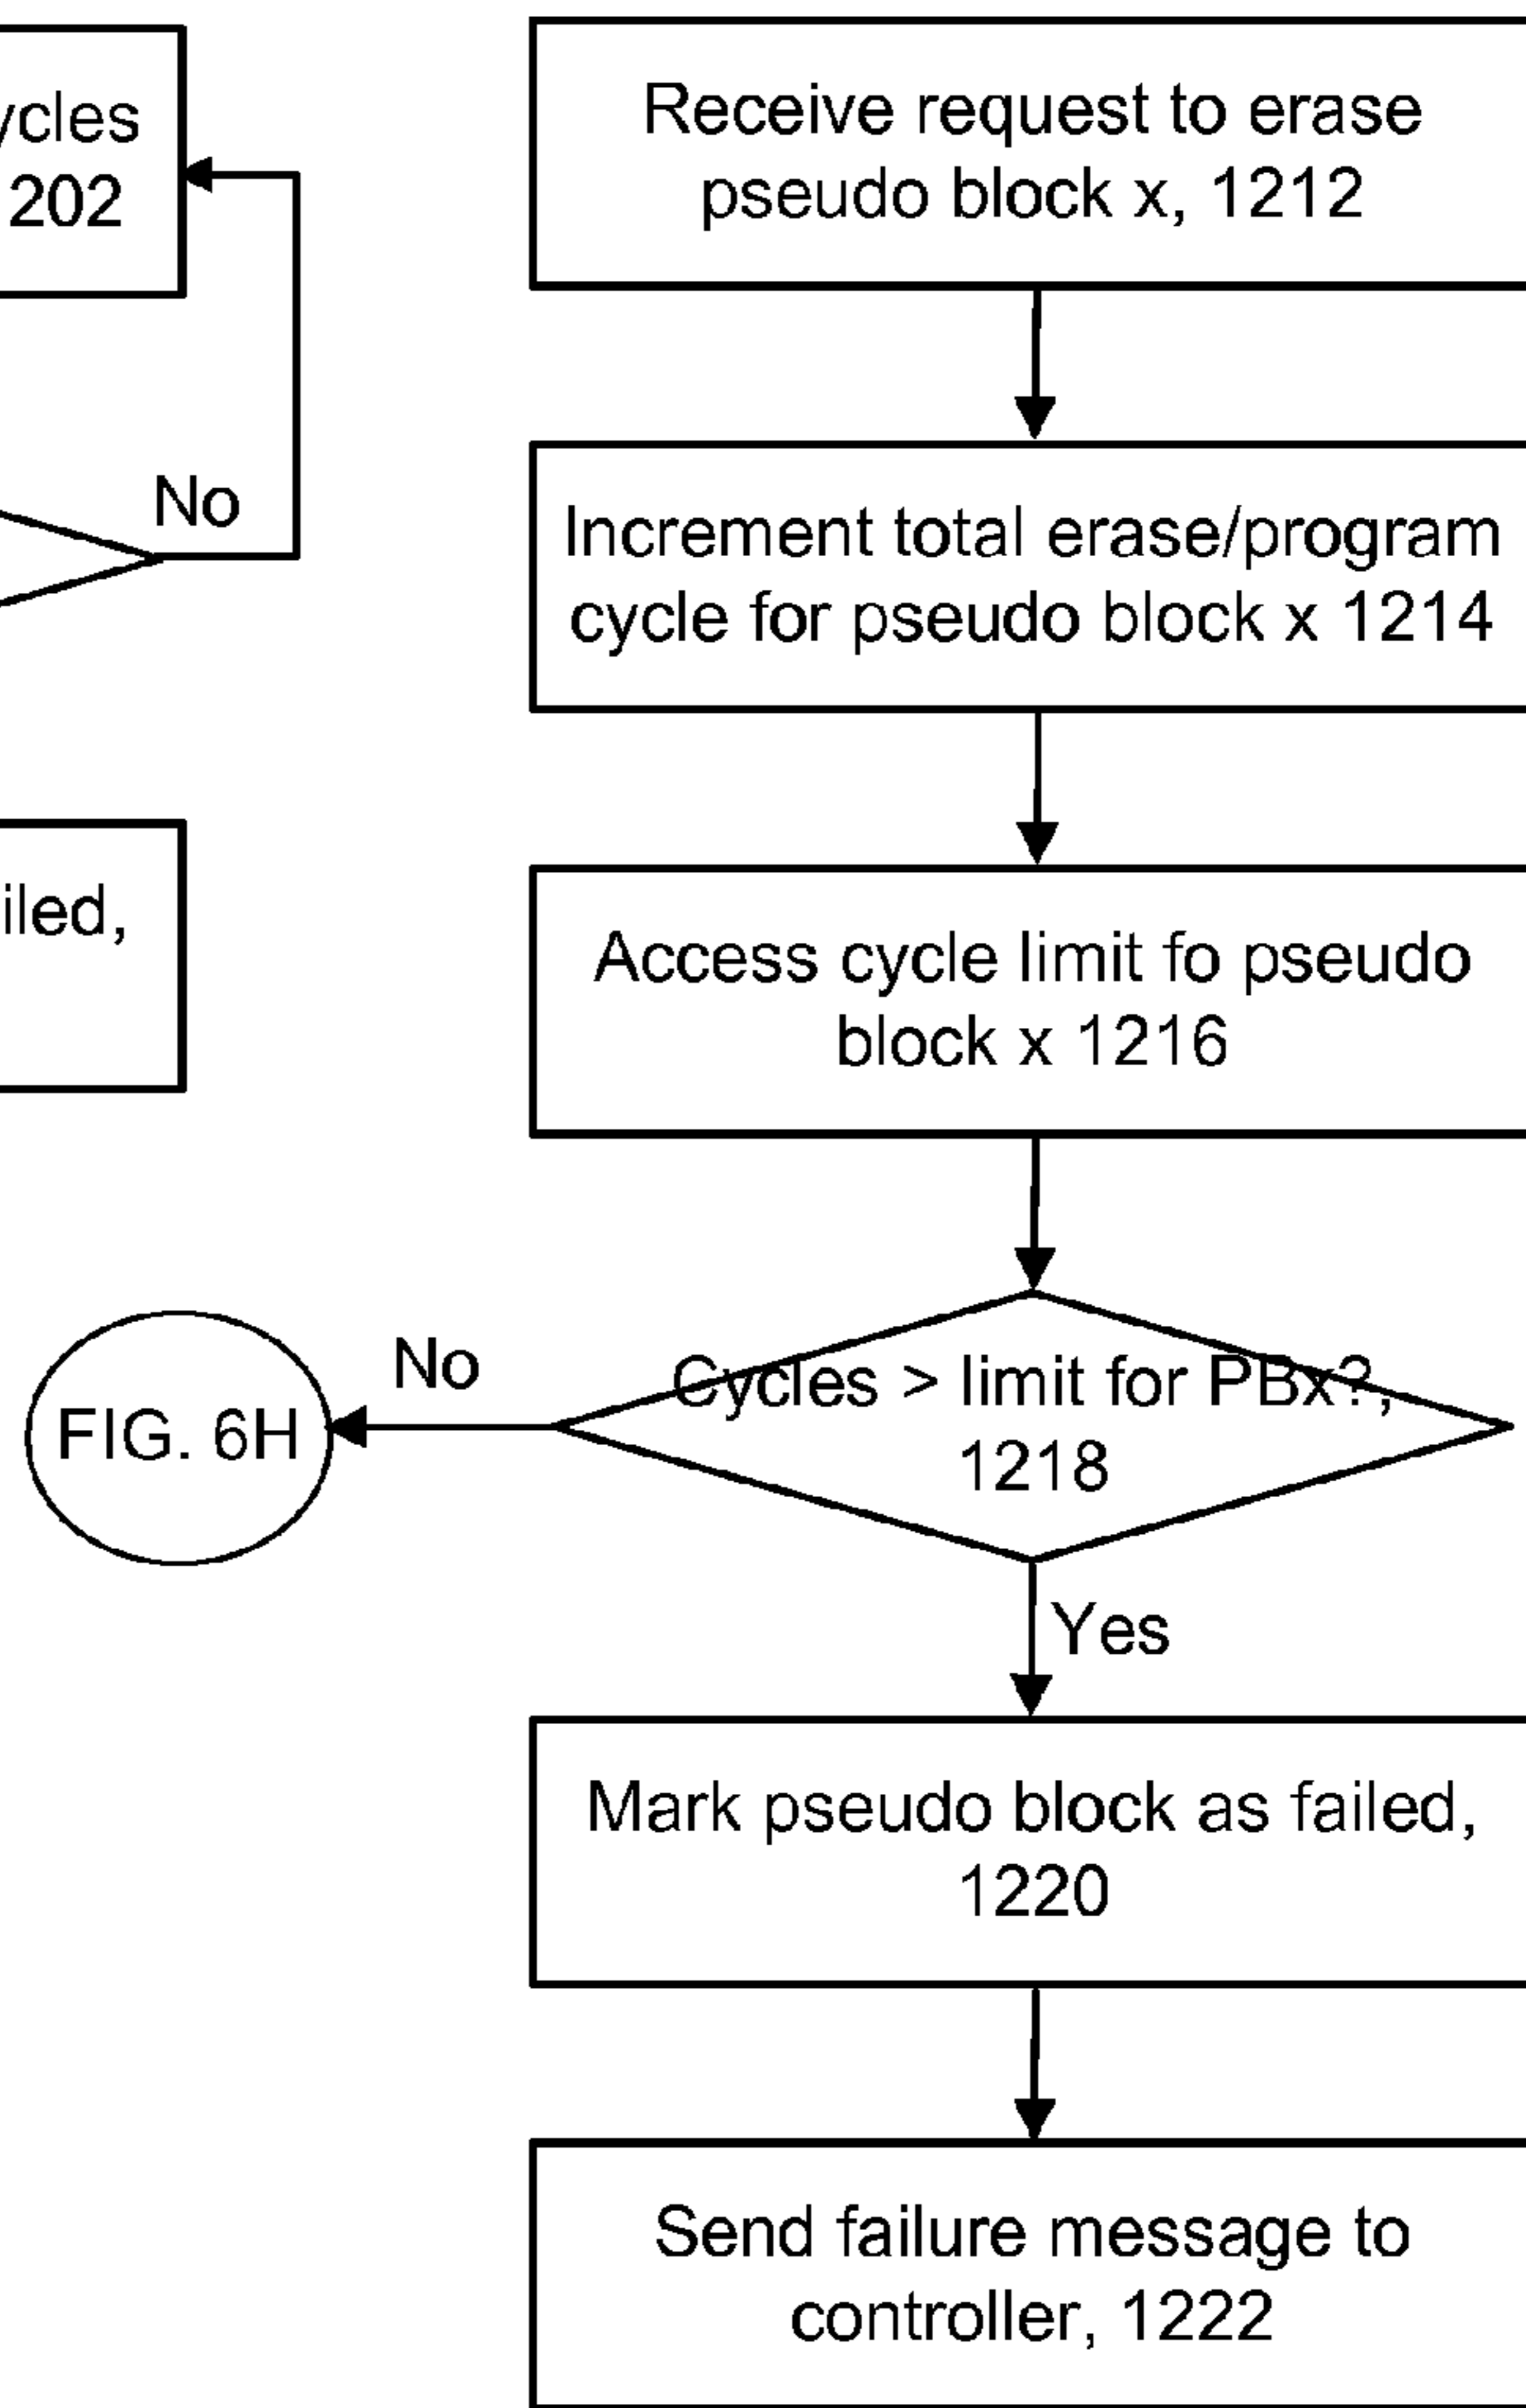 ycles
202
No
iled,
Receive request to erase
pseudo block x, 1212
Increment total erase/program
cycle for pseudo block x 1214
Access cycle limit fo pseudo
block x 1216
Cycles > limit for PBx?,
1218
No
FIG. 6H
Yes
Mark pseudo block as failed,
1220
Send failure message to
controller, 1222